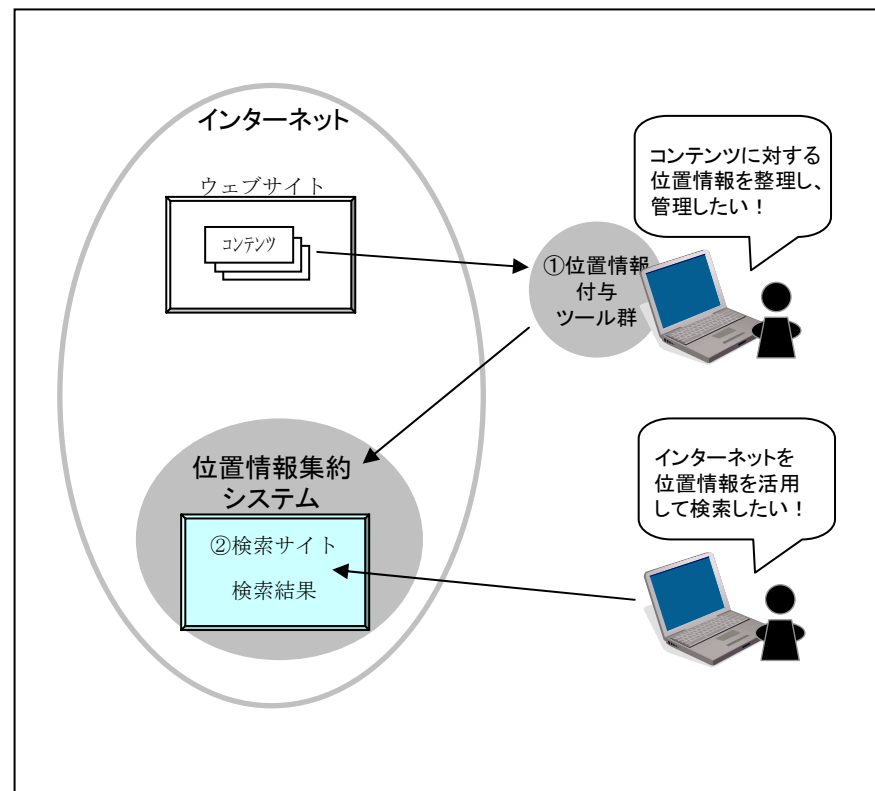 インターネット
ウェブサイト
コンテンツ
コンテンツに対する
位置情報を整理し、
管理したい！
①位置情報
付与
ツール群
位置情報集約
システム
②検索サイト
検索結果
インターネットを
位置情報を活用
して検索したい！